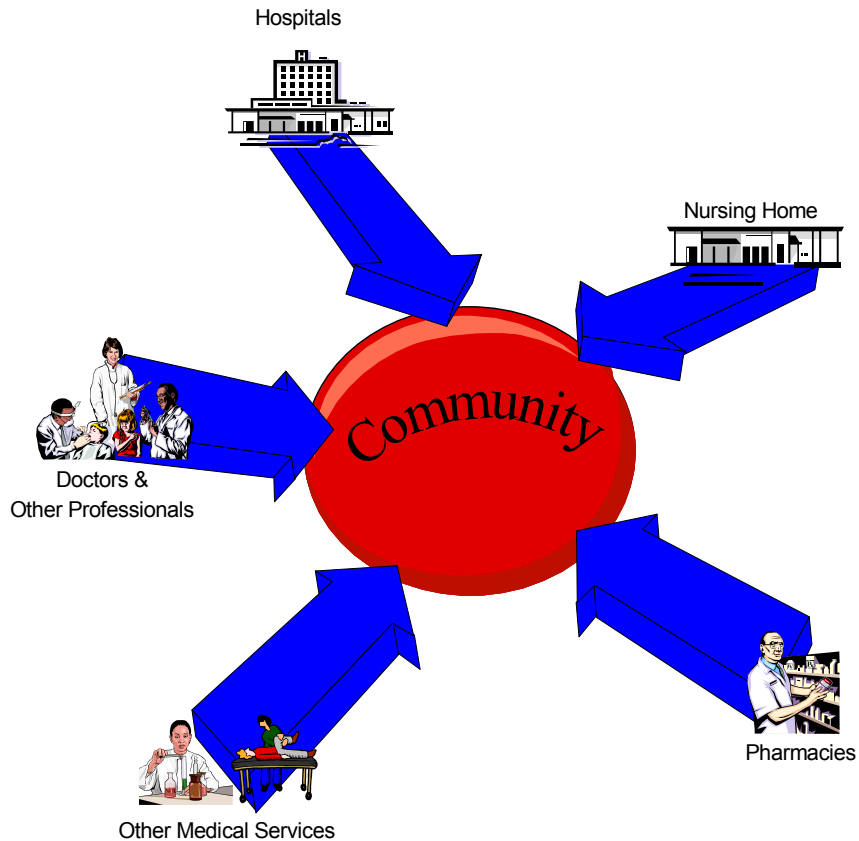 Hospitals
Nursing Home
Community
Doctors &
Other Professionals
Pharmacies
Other Medical Services